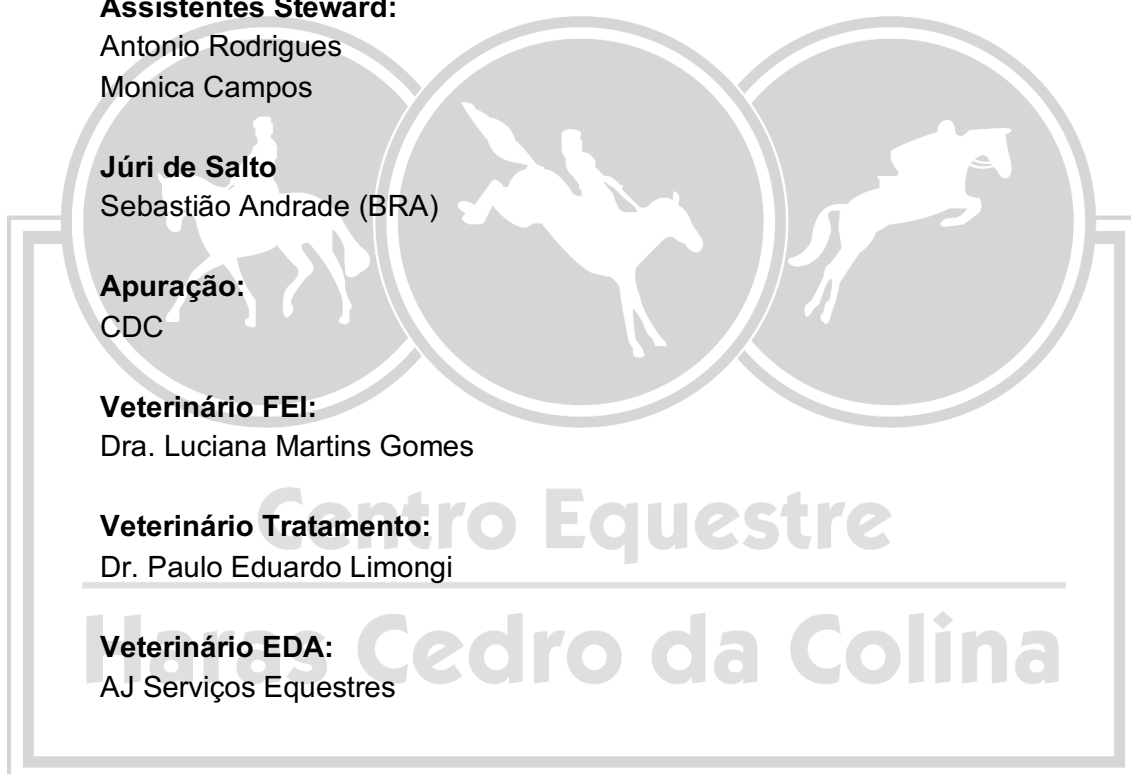 Assistentes Steward:
Antonio Rodrigues
Monica Campos
Júri de Salto
Sebastião Andrade (BRA)
Apuração:
CDC
Veterinário FEI:
Dra. Luciana Martins Gomes
Centro Equestre
Veterinário Tratamento:
Dr. Paulo Eduardo Limongi
Haras Cedro da Colina
Veterinário EDA:
AJ Serviços Equestres